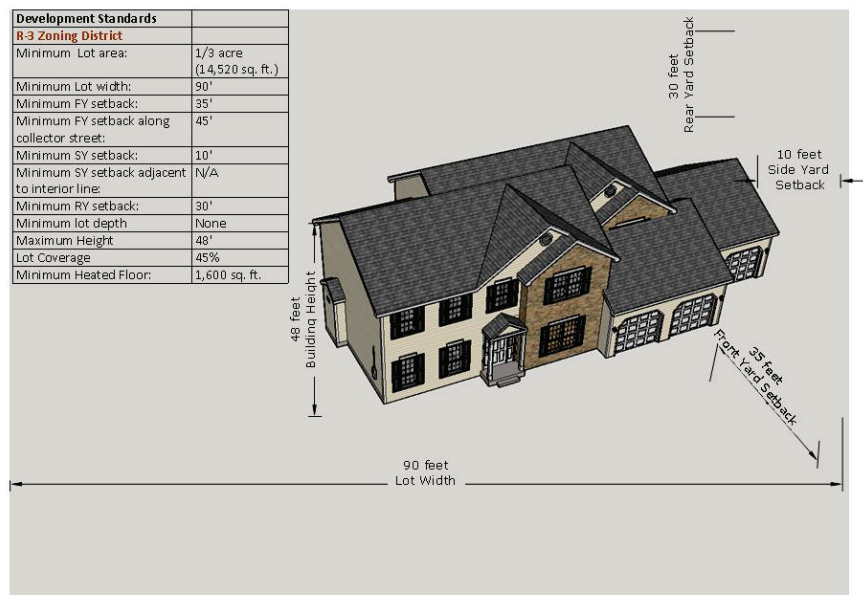 Development Standards
R-3 Zoning District
Minimum Lot area: 1/3 acre
(14,520 sq. ft.)
Minimum Lot width: 90'
Minimum FY setback: 35'
Minimum FY setback along 45'
collector street:
Minimum SY setback: 10'
Minimum SY setback adjacent N/A
to interior line:
Minimum RY setback: 30'
Minimum lot depth None
Maximum Height 48'
Lot Coverage 45%
Minimum Heated Floor: 1,600 sq. ft.
30 feet
Rear Yard Setback
10 feet
Side Yard
Setback
48 feet
Building Height
35 feet
Front Yard Setback
90 feet
Lot Width